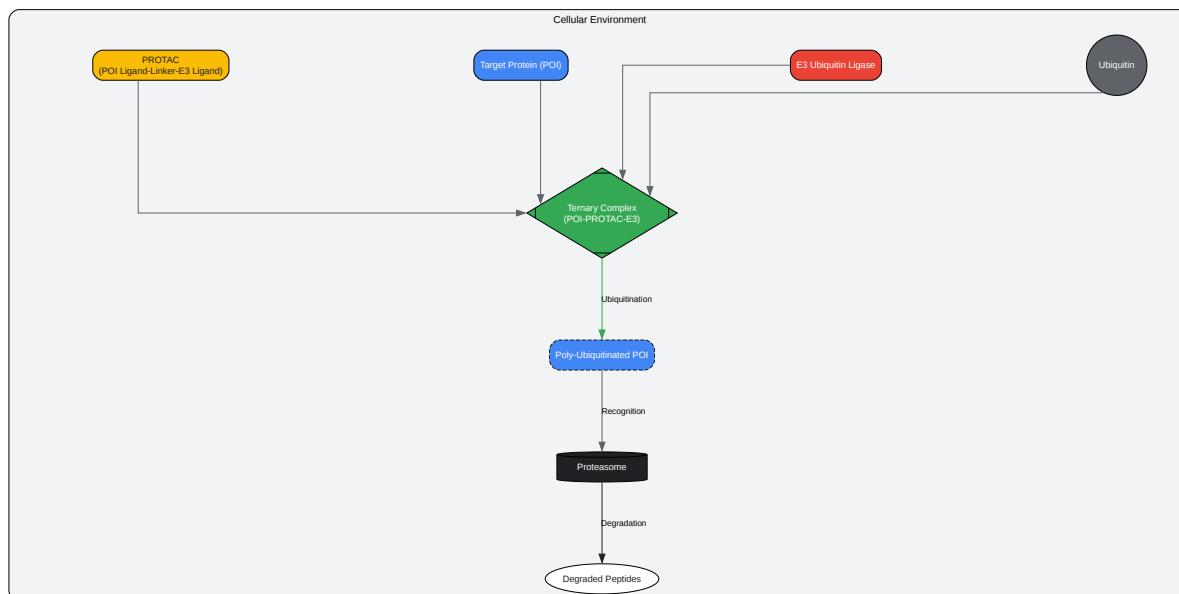 Cellular Environment
PROTAC
(POI Ligand-Linker-E3 Ligand)
Target Protein (POI)
E3 Ubiquitin Ligase
Ubiquitin
Ternary Complex
(POI-PROTAC-E3)
Ubiquitination
Poly-Ubiquitinated POI
Recognition
Proteasome
Degradation
Degraded Peptides